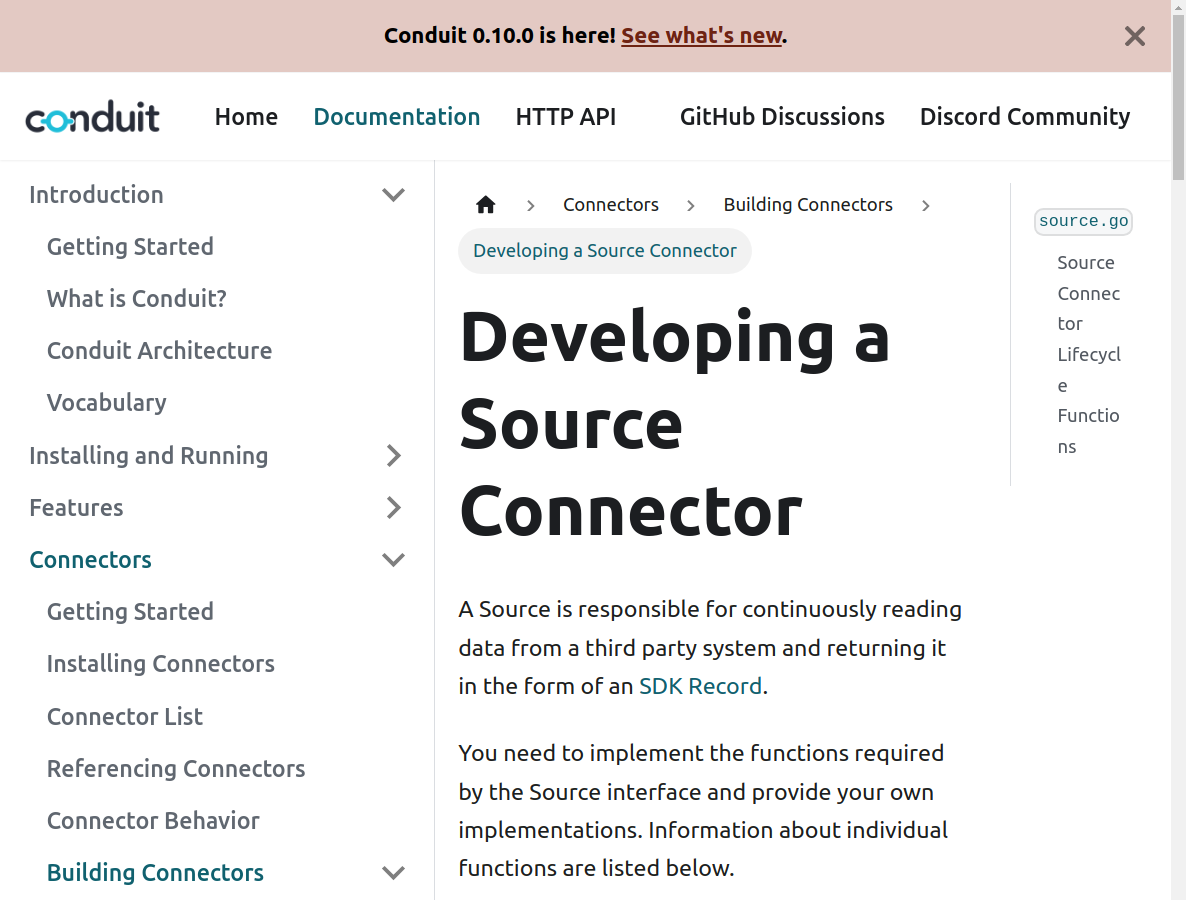 Conduit 0.10.0 is here! See what's new.
conduit
Home
Documentation
HTTP API
GitHub Discussions
Discord Community
Introduction
Getting Started
What is Conduit?
Conduit Architecture
Vocabulary
Installing and Running
Features
Connectors
Getting Started
Installing Connectors
Connector List
Referencing Connectors
Connector Behavior
Building Connectors
Connectors
Building Connectors
Developing a Source Connector
Developing a
Source
Connector
A Source is responsible for continuously reading
data from a third party system and returning it
in the form of an SDK Record.
You need to implement the functions required
by the Source interface and provide your own
implementations. Information about individual
functions are listed below.
source.go
Source
Connec
tor
Lifecycl
e
Functio
ns